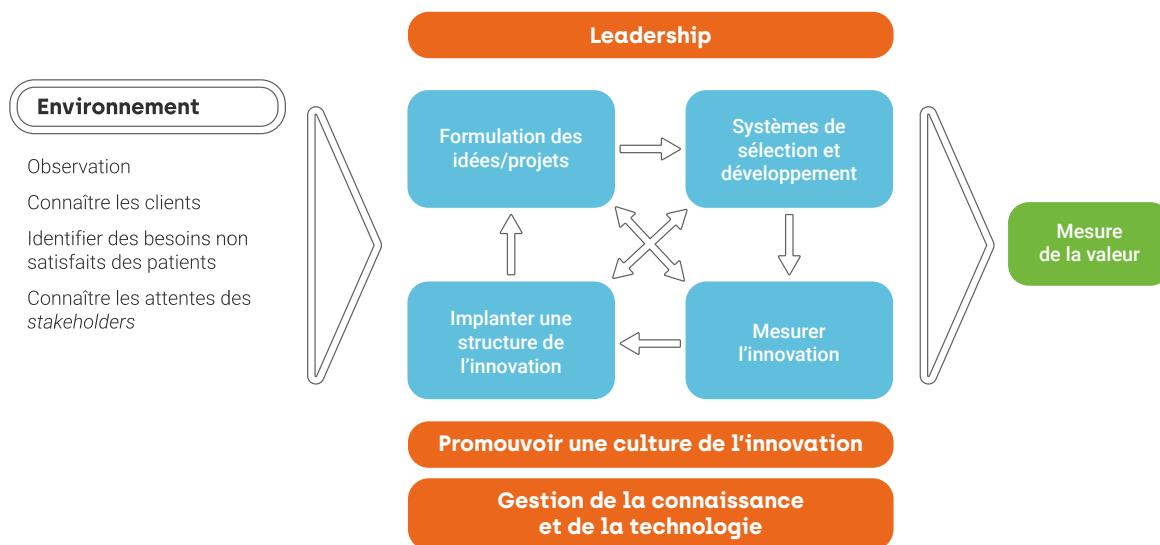 Leadership
Environnement
Observation
Connaître les clients
Identifier des besoins non
satisfaits des patients
Connaître les attentes des
stakeholders
Formulation des
idées/projets
Systèmes de
sélection et
développement
Implanter une
structure de
l'innovation
Mesurer
l'innovation
Mesure
de la valeur
Promouvoir une culture de l'innovation
Gestion de la connaissance
et de la technologie